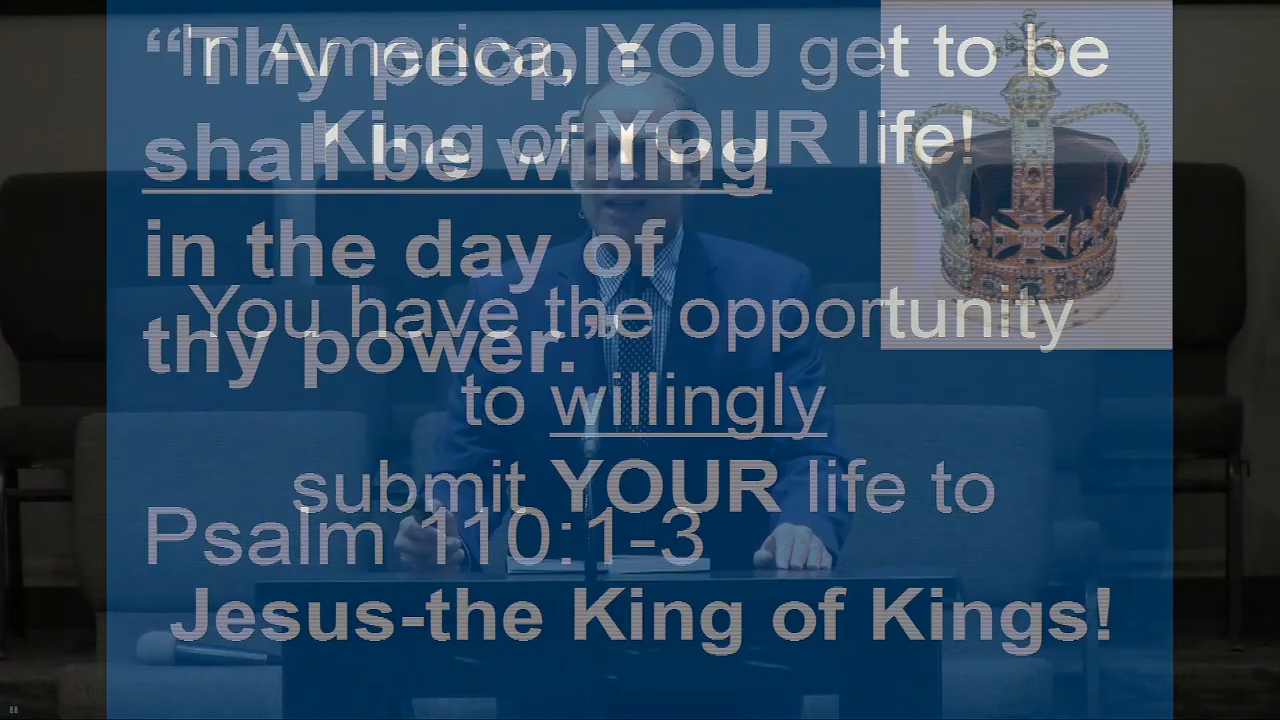 “Thy people
shall be willing
in the day of
thy power.”
Psalm 110:1-3
In America, YOU get to be
King of YOUR life!
You have the opportunity
to willingly
submit YOUR life to
Jesus-the King of Kings!